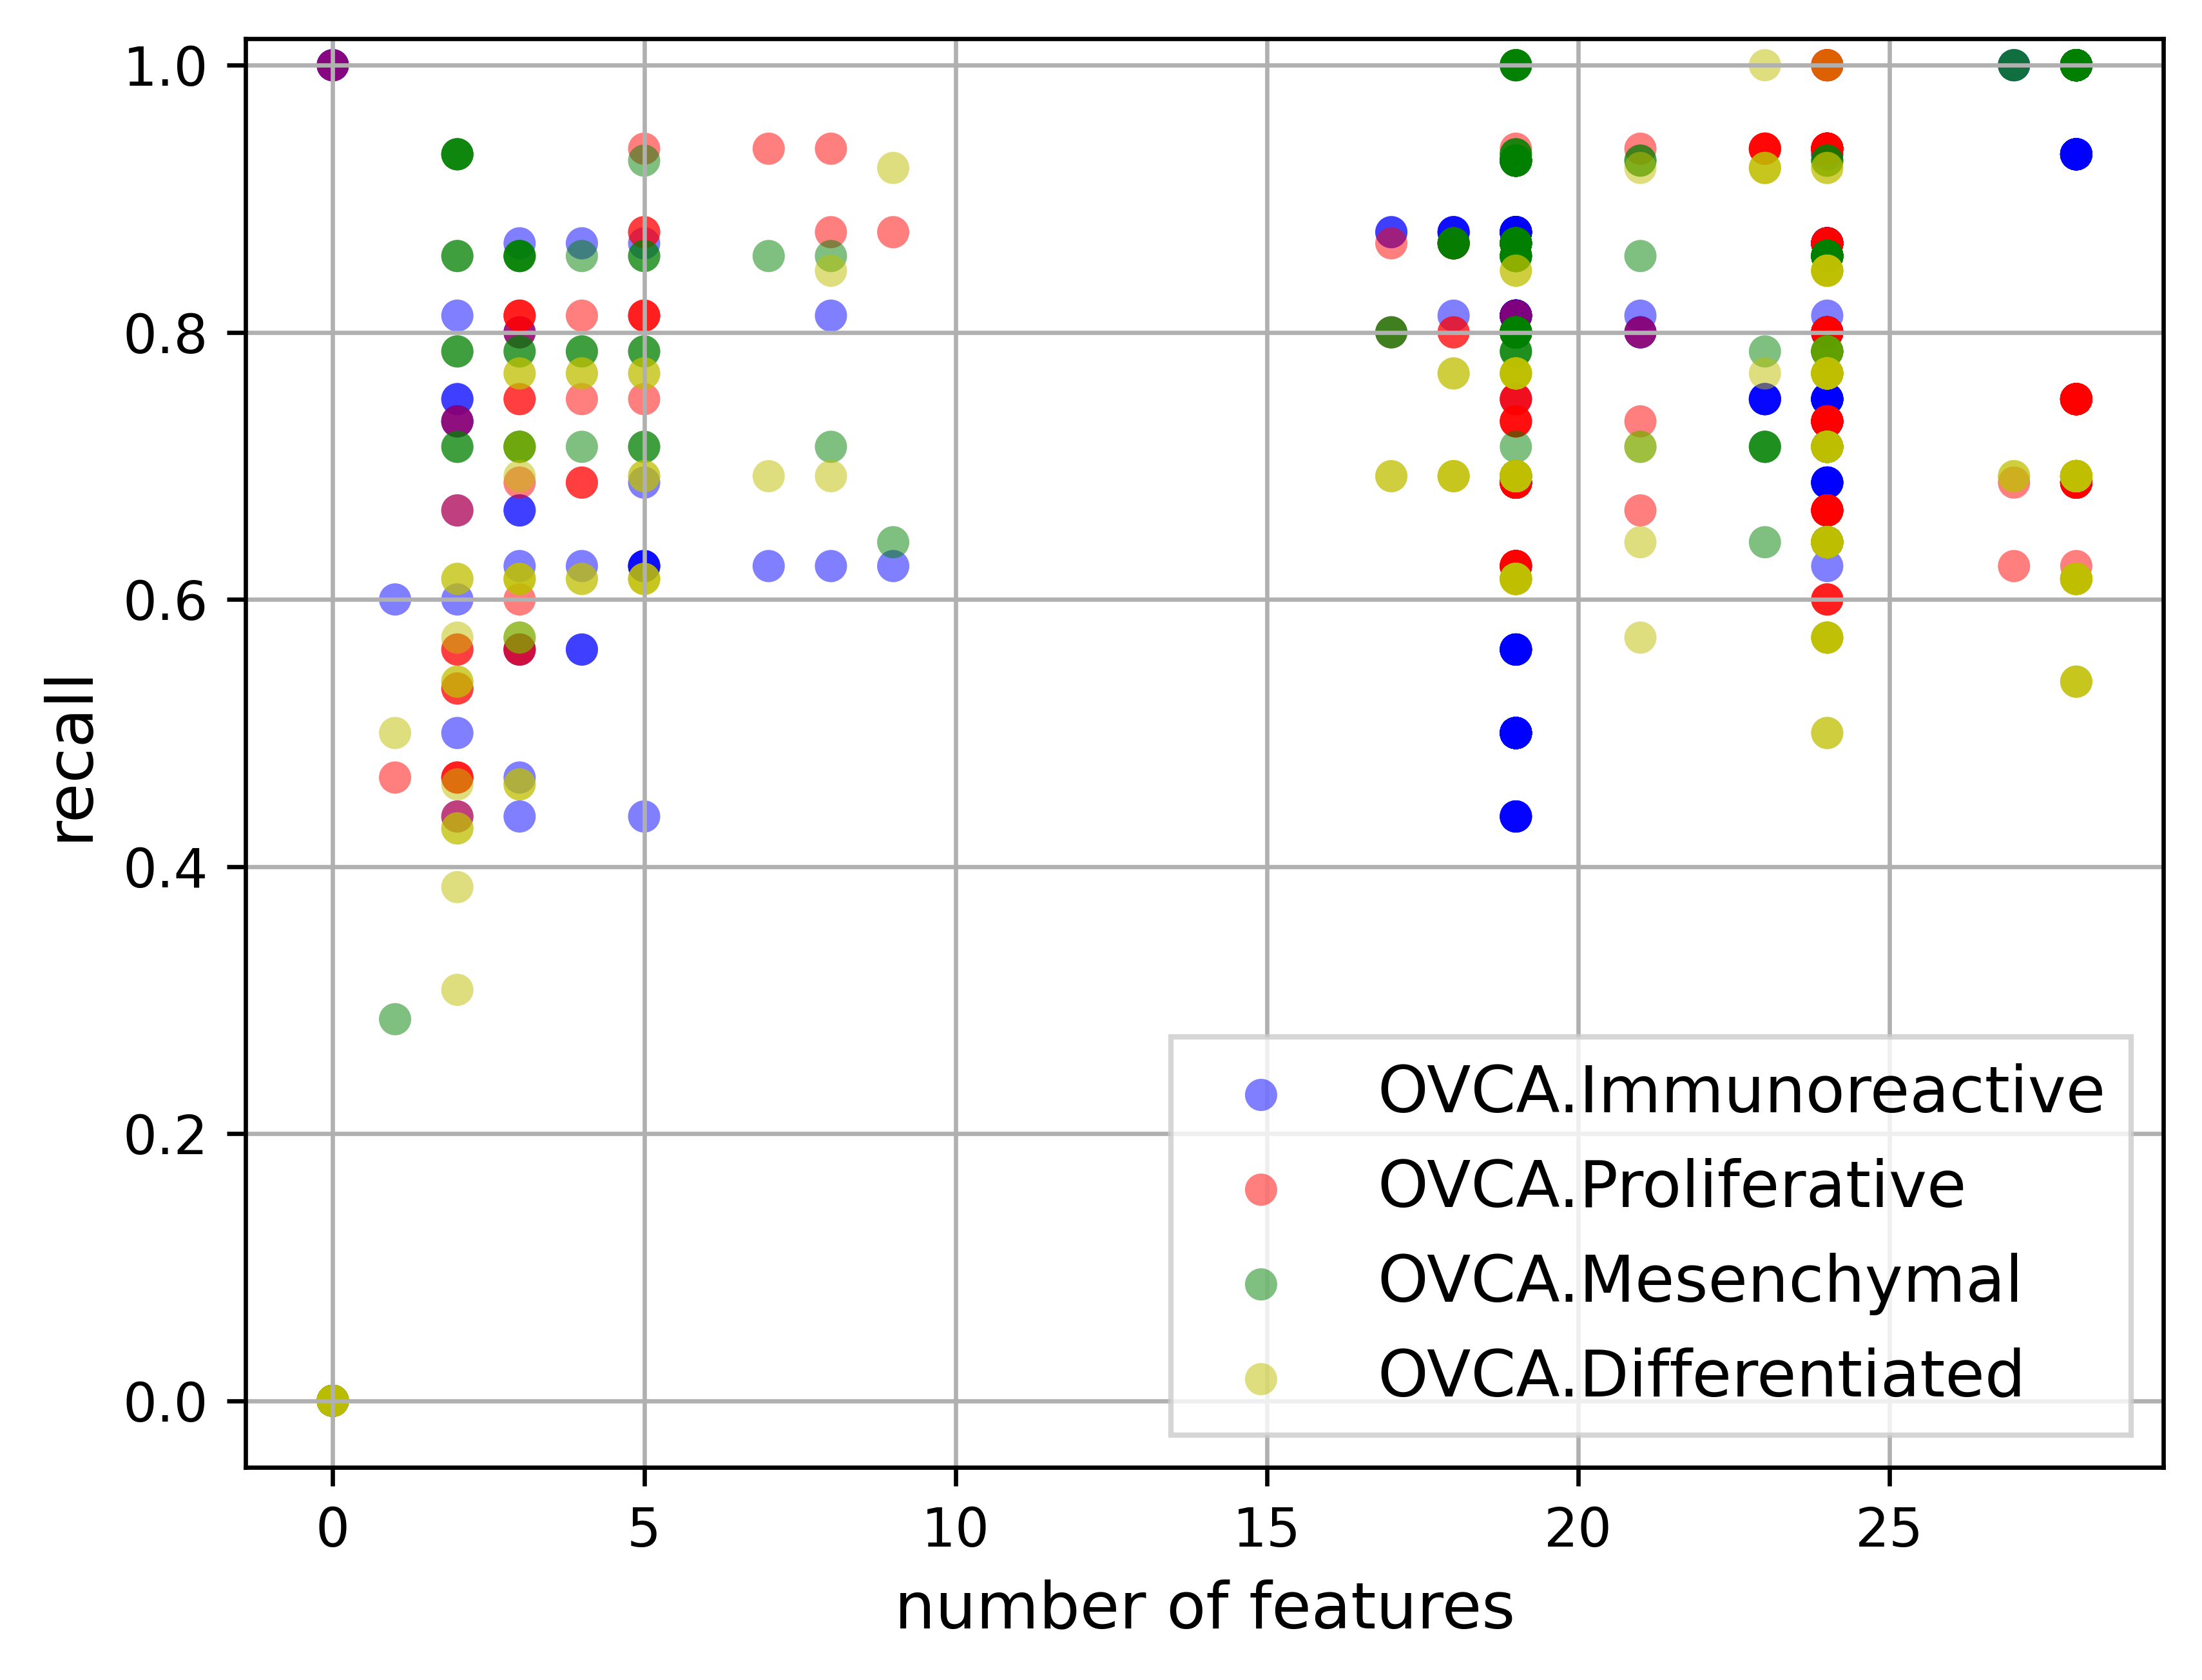 1.0
0.8
0.6
0.4
0.2
0.0
recall
OVCA.Immunoreactive
OVCA.Proliferative
OVCA.Mesenchymal
OVCA.Differentiated
0 5 10 15 20 25
number of features